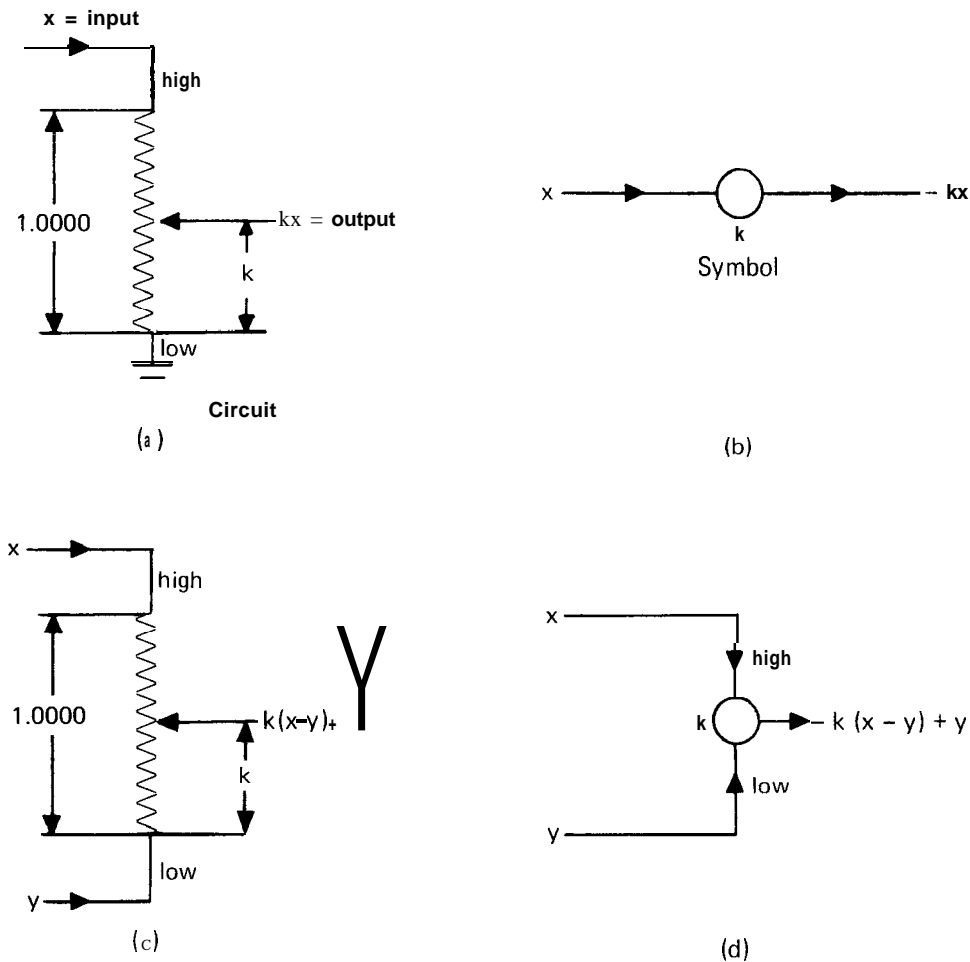 x = input
high
1.0000
kx = output
k
low
Circuit
(a)
x
– kx
k
Symbol
(b)
x
high
1.0000
k(x–y)+ Y
k
low
y
(c)
x
high
k
– k (x – y) + y
low
y
(d)